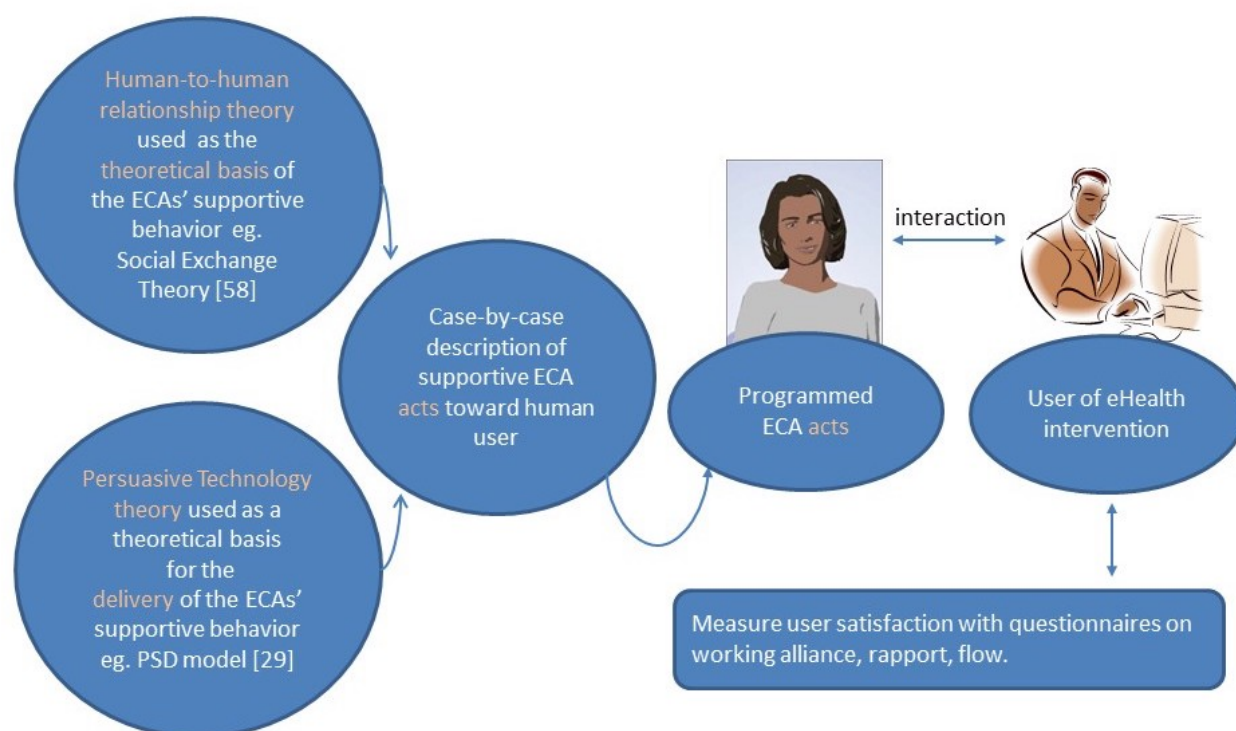 Human-to-human
relationship theory
used as the
theoretical basis of
the ECAs’ supportive
behavior eg.
Social Exchange
Theory [58]
Persuasive Technology
theory used as a
theoretical basis
for the
delivery of the ECAs’
supportive behavior
eg. PSD model [29]
Case-by-case
description of
supportive ECA
acts toward human
user
interaction
Programmed
ECA acts
User of eHealth
intervention
Measure user satisfaction with questionnaires on
working alliance, rapport, flow.